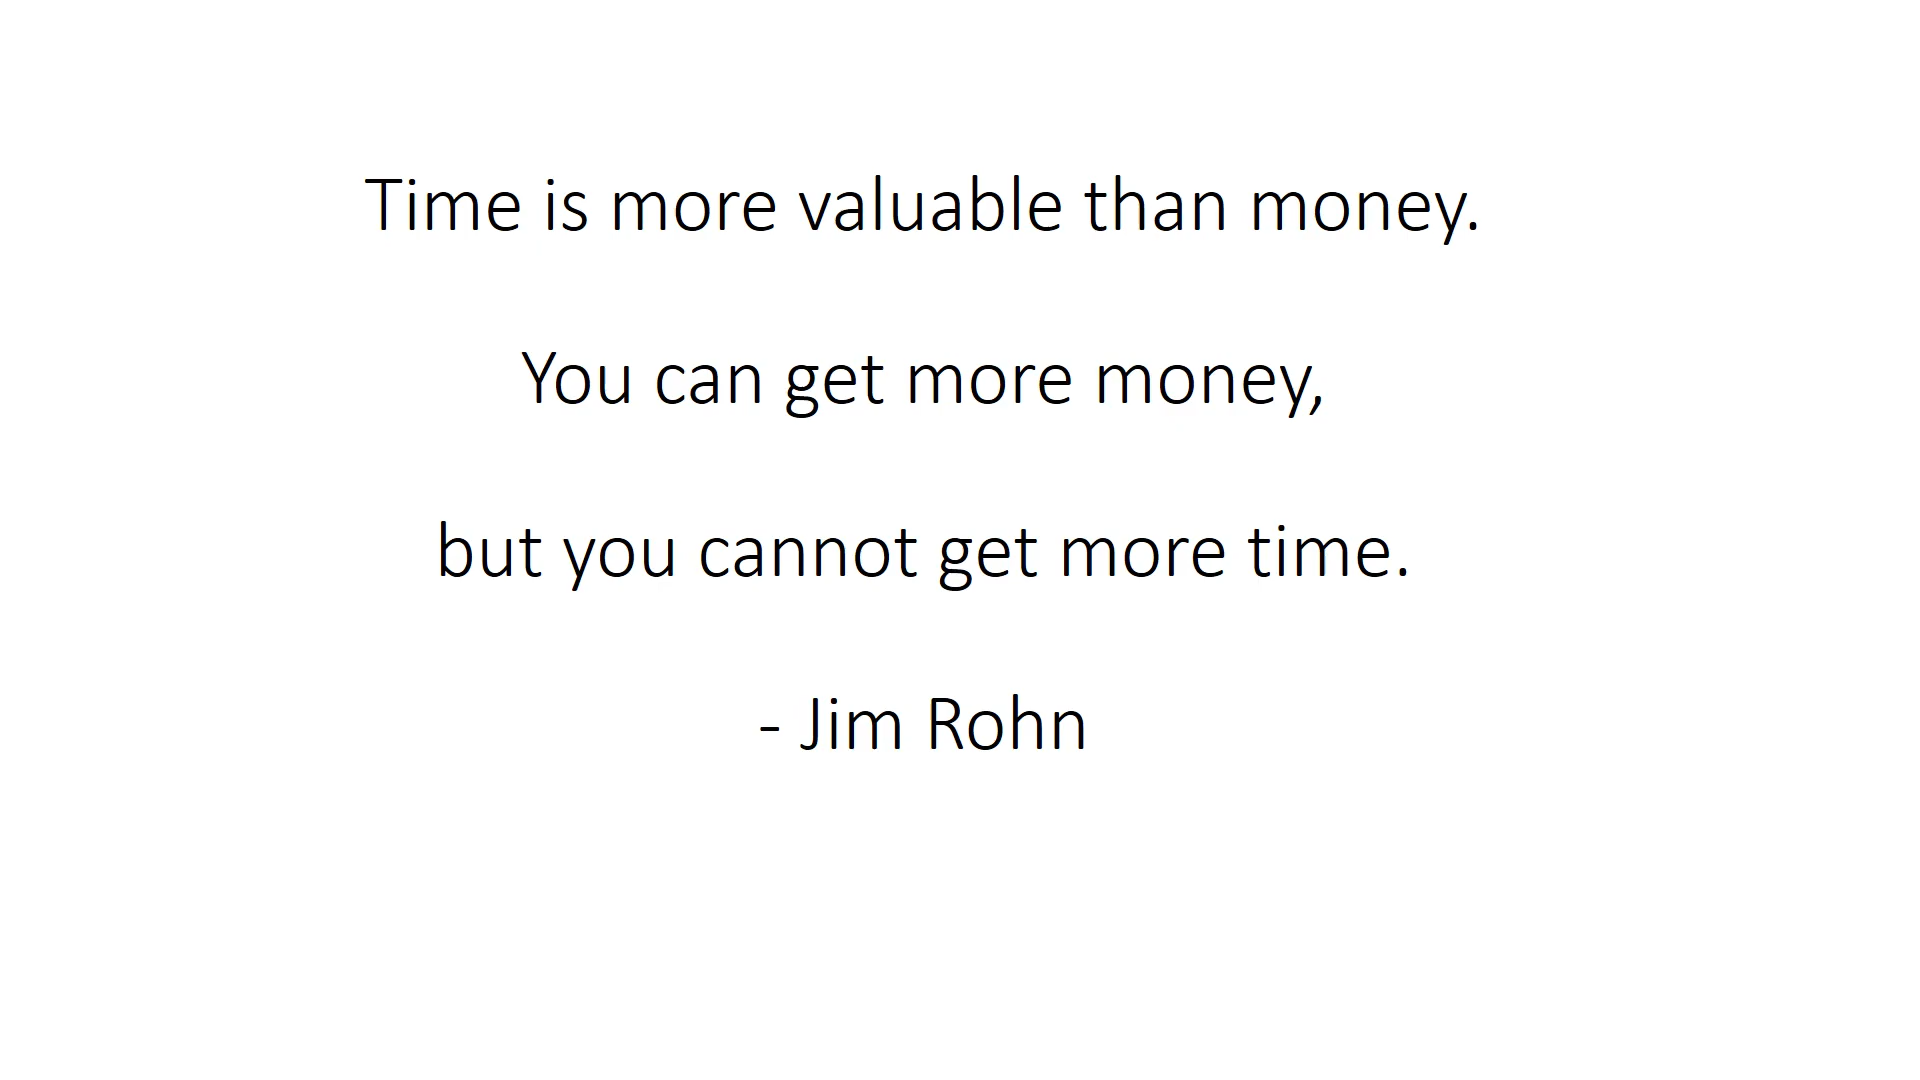 Time is more valuable than money.
You can get more money,
but you cannot get more time.
- Jim Rohn